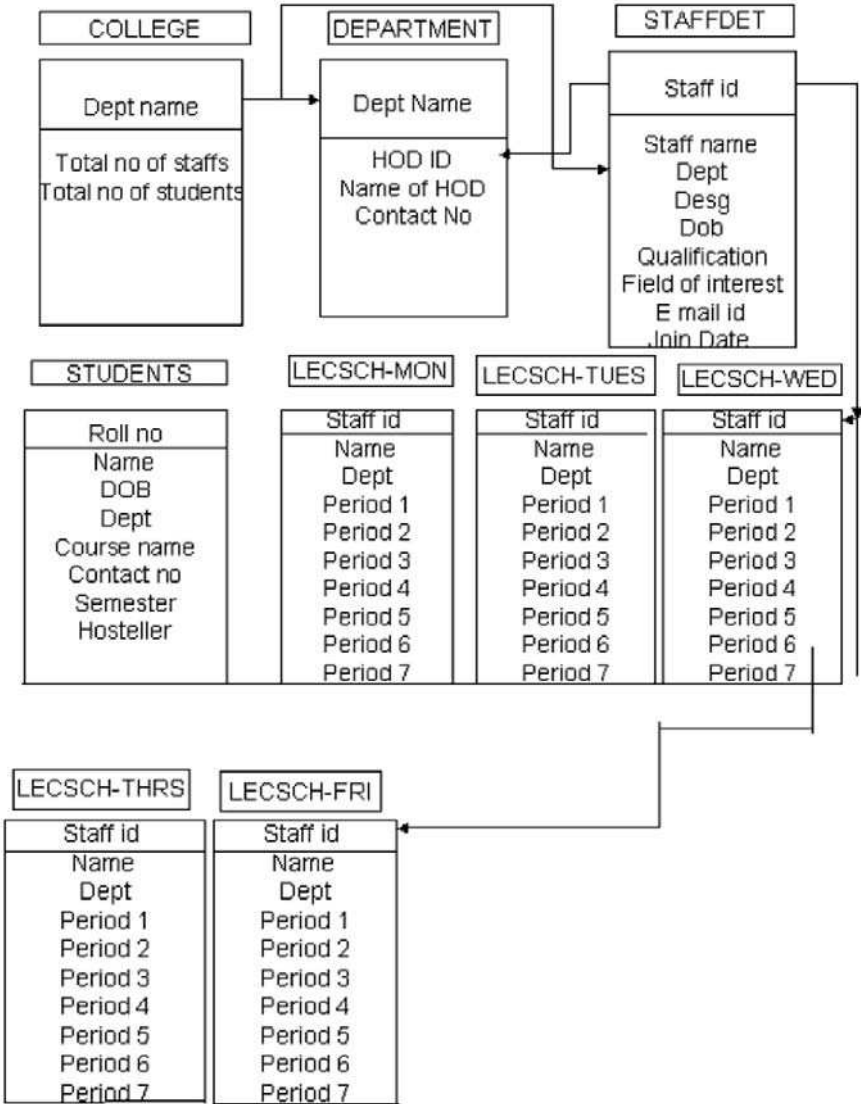 COLLEGE
Dept name
Total no of staffs
Total no of students
DEPARTMENT
Dept Name
HOD ID
Name of HOD
Contact No
STAFFDET
Staff id
Staff name
Dept
Desg
Dob
Qualification
Field of interest
E mail id
Join Date
STUDENTS
Roll no
Name
DOB
Dept
Course name
Contact no
Semester
Hosteller
LECSCH-MON
Staff id
Name
Dept
Period 1
Period 2
Period 3
Period 4
Period 5
Period 6
Period 7
LECSCH-TUES
Staff id
Name
Dept
Period 1
Period 2
Period 3
Period 4
Period 5
Period 6
Period 7
LECSCH-WED
Staff id
Name
Dept
Period 1
Period 2
Period 3
Period 4
Period 5
Period 6
Period 7
LECSCH-THRS
Staff id
Name
Dept
Period 1
Period 2
Period 3
Period 4
Period 5
Period 6
Period 7
LECSCH-FRI
Staff id
Name
Dept
Period 1
Period 2
Period 3
Period 4
Period 5
Period 6
Period 7